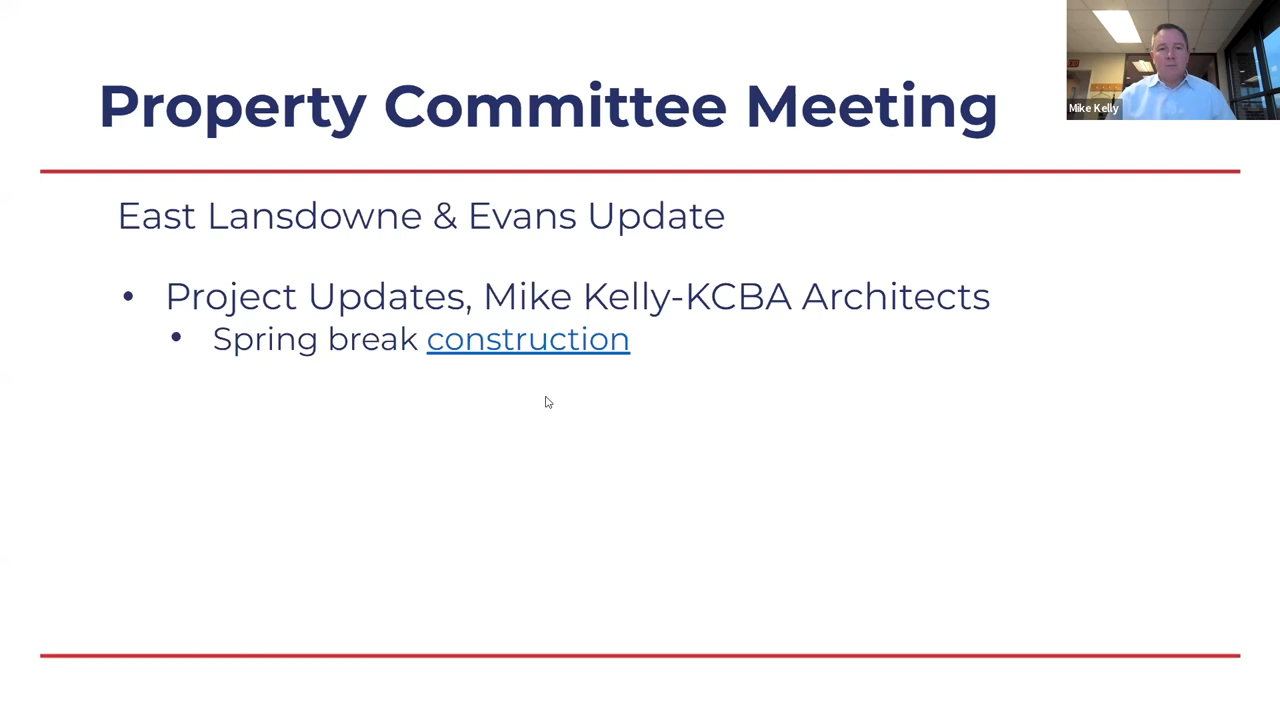 Property Committee Meeting
Mike Kelly
East Lansdowne & Evans Update
• Project Updates, Mike Kelly-KCBA Architects
• Spring break construction